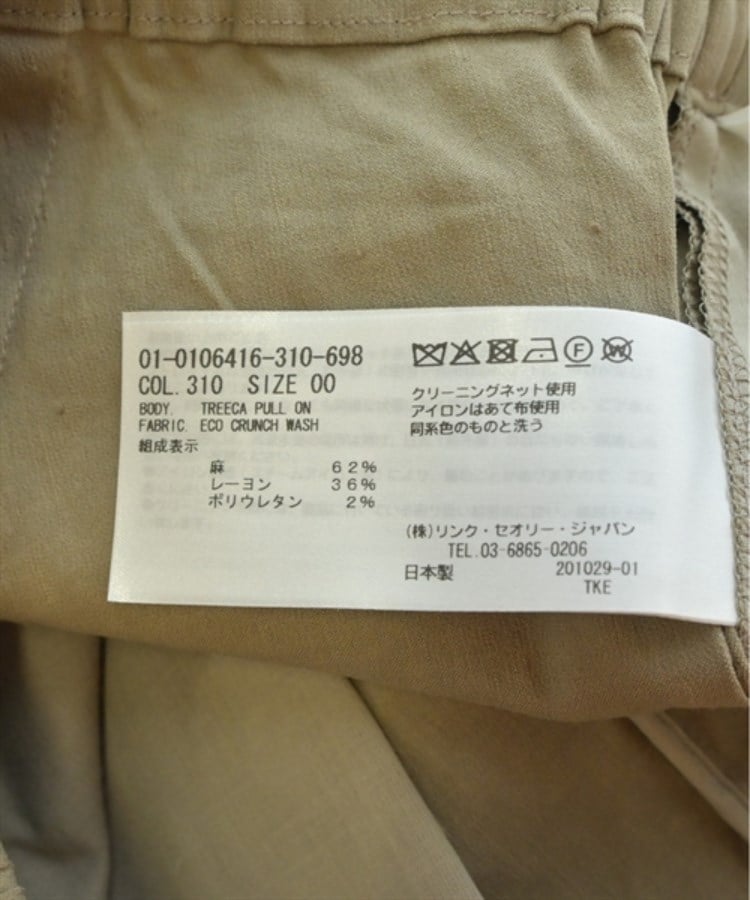 01-0106416-310-698
COL. 310 SIZE 00
BODY. TREECA PULL ON
FABRIC. ECO CRUNCH WASH
組成表示
麻 62%
レーヨン 36%
ポリウレタン 2%
F W
クリーニングネット使用
アイロンはあて布使用
同系色のものと洗う
(株)リンク・セオリー・ジャパン
TEL.03-6865-0206
日本製 201029-01
TKE